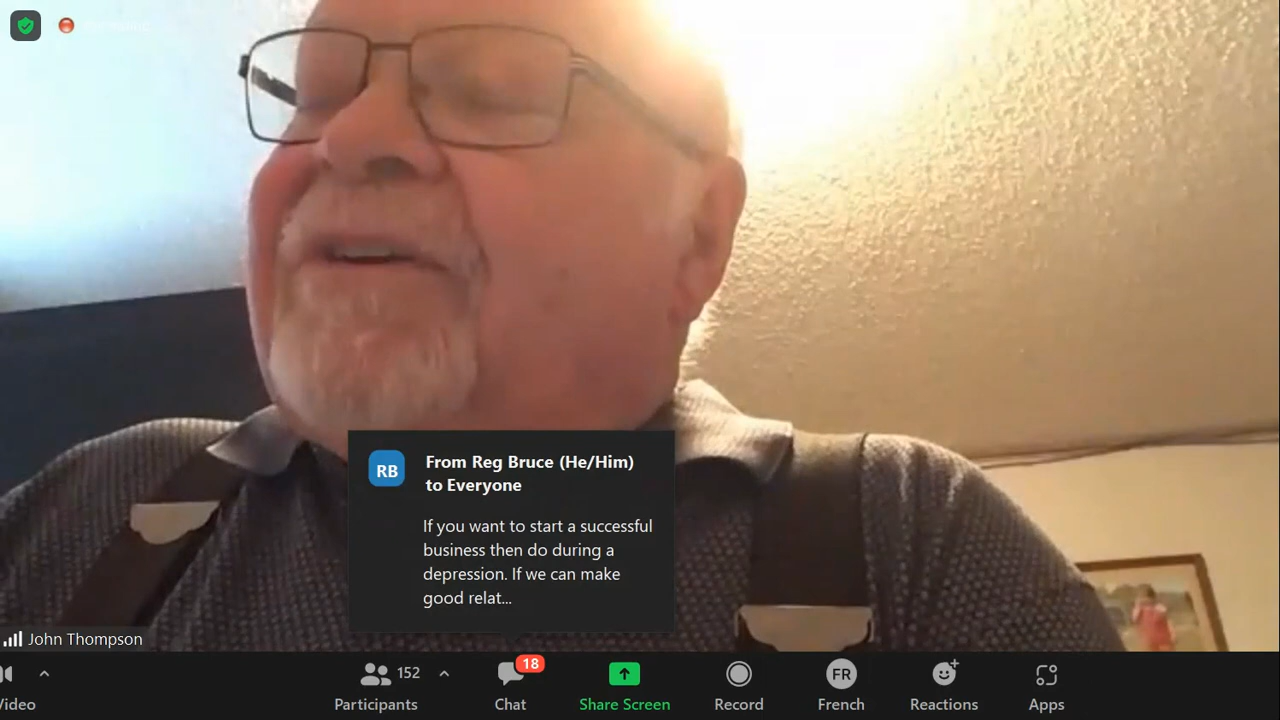 RB
From Reg Bruce (He/Him)
to Everyone
If you want to start a successful
business then do during a
depression. If we can make
good relat...
John Thompson
152
18
FR
Video
Participants
Chat
Share Screen
Record
French
Reactions
Apps